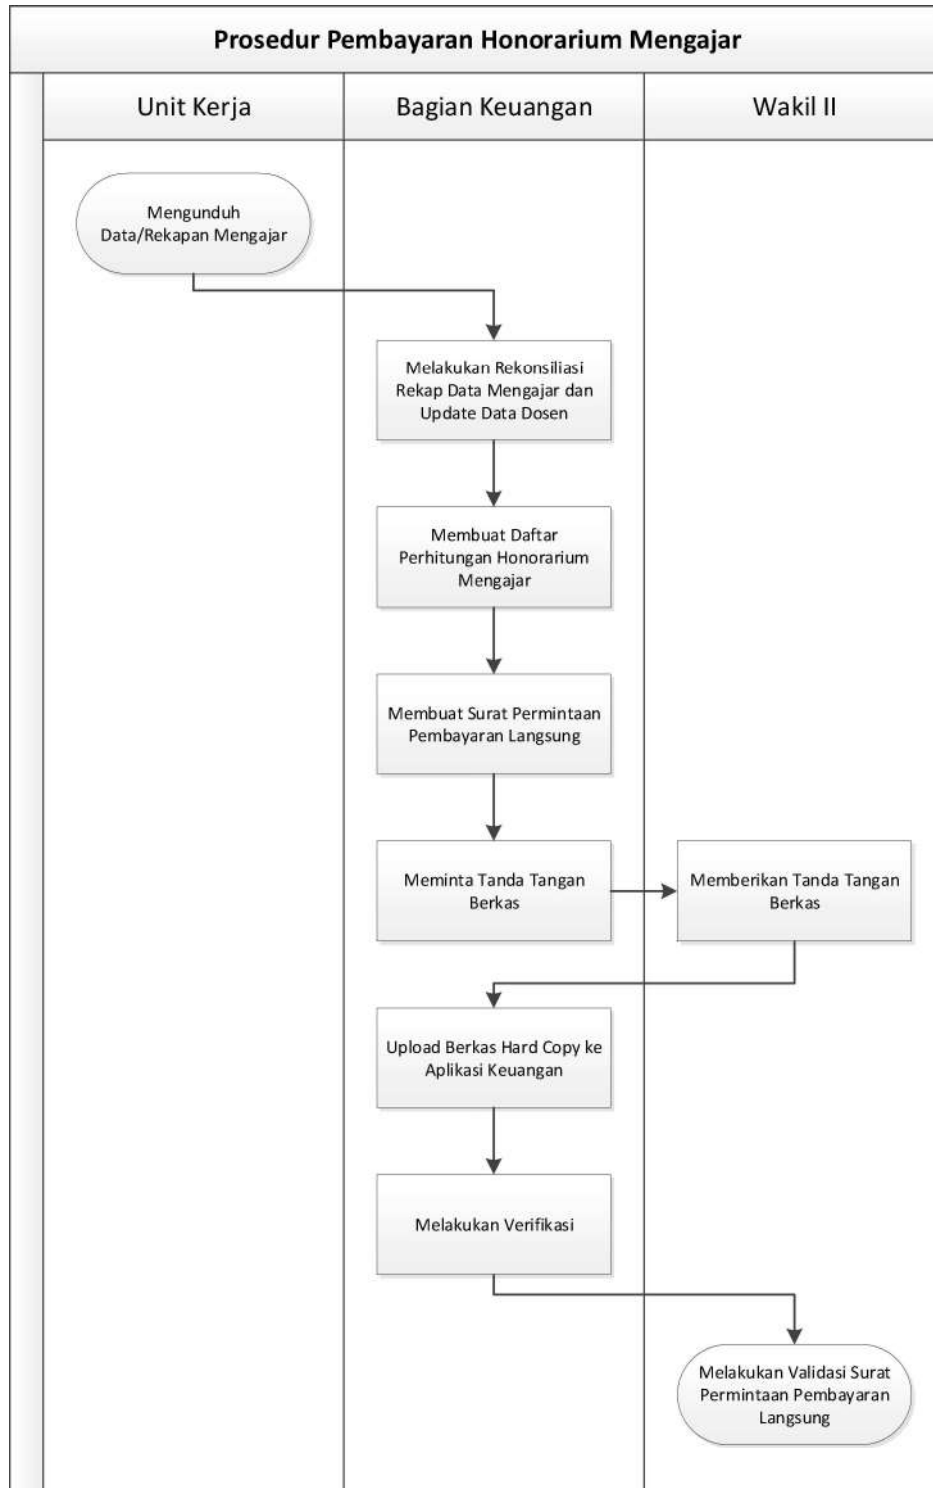 Prosedur Pembayaran Honorarium Mengajar
Unit Kerja
Bagian Keuangan
Wakil II
Mengunduh
Data/Rekapan Mengajar
Melakukan Rekonsiliasi
Rekap Data Mengajar dan
Update Data Dosen
Membuat Daftar
Perhitungan Honorarium
Mengajar
Membuat Surat Permintaan
Pembayaran Langsung
Meminta Tanda Tangan
Berkas
Memberikan Tanda Tangan
Berkas
Upload Berkas Hard Copy ke
Aplikasi Keuangan
Melakukan Verifikasi
Melakukan Validasi Surat
Permintaan Pembayaran
Langsung